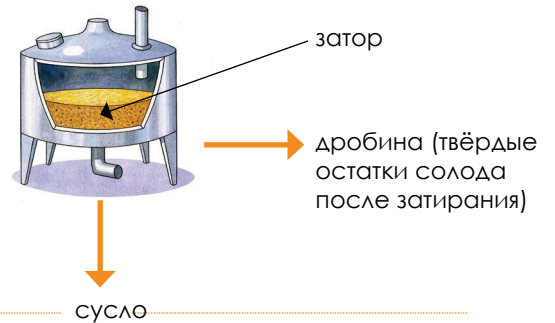 затор
дробина (твёрдые
остатки солода
после затирания)
сусло